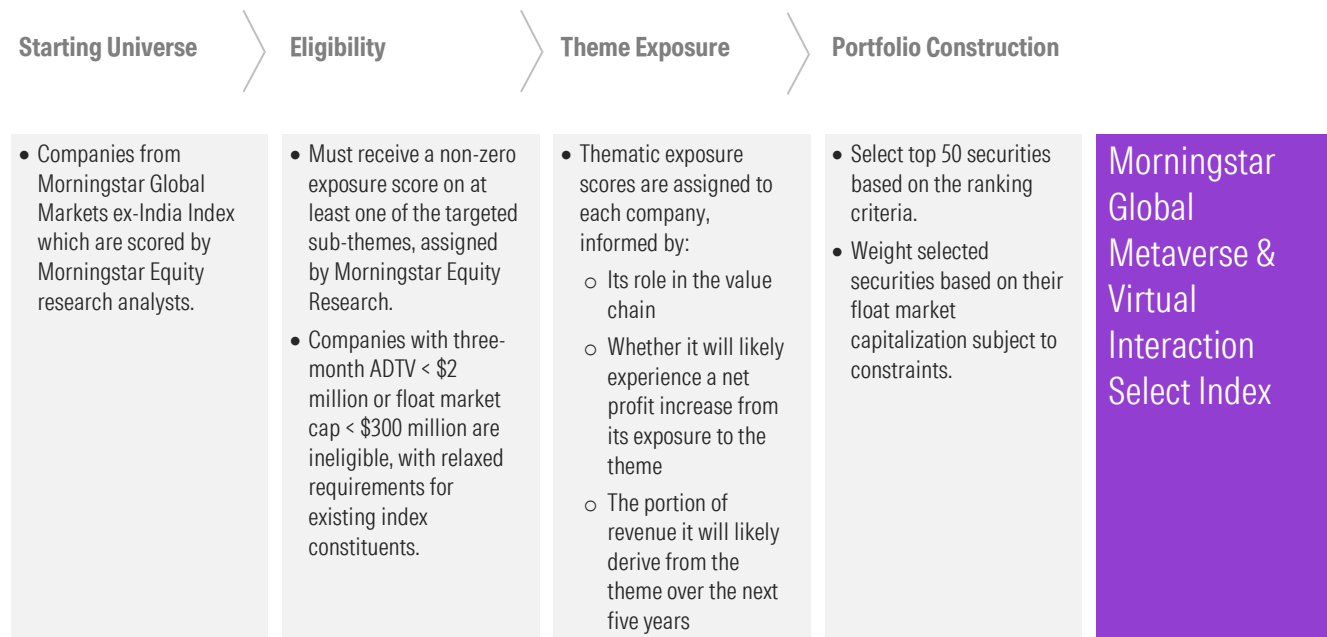 Starting Universe
Eligibility
Theme Exposure
Portfolio Construction
• Companies from
Morningstar Global
Markets ex-India Index
which are scored by
Morningstar Equity
research analysts.
• Must receive a non-zero
exposure score on at
least one of the targeted
sub-themes, assigned
by Morningstar Equity
Research.
• Companies with three-
month ADTV < $2
million or float market
cap < $300 million are
ineligible, with relaxed
requirements for
existing index
constituents.
• Thematic exposure
scores are assigned to
each company,
informed by:
o Its role in the value
chain
o Whether it will likely
experience a net
profit increase from
its exposure to the
theme
o The portion of
revenue it will likely
derive from the
theme over the next
five years
• Select top 50 securities
based on the ranking
criteria.
• Weight selected
securities based on their
float market
capitalization subject to
constraints.
Morningstar
Global
Metaverse &
Virtual
Interaction
Select Index